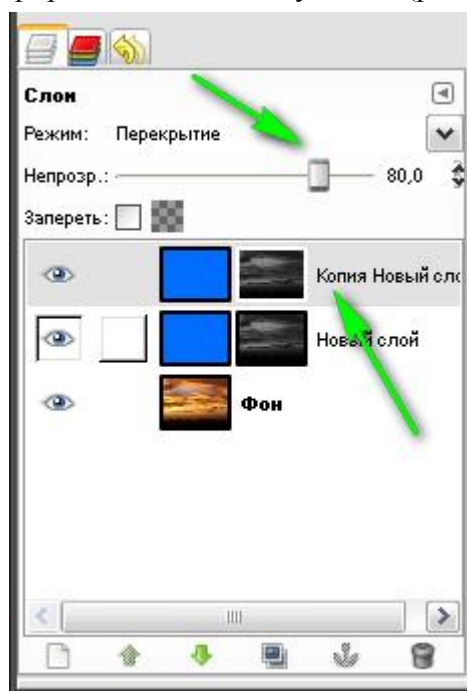 Слои
Режим: Перекрытие
Непрозр.: 80,0
Запереть:
Копия Новый сло
Новый слой
Фон